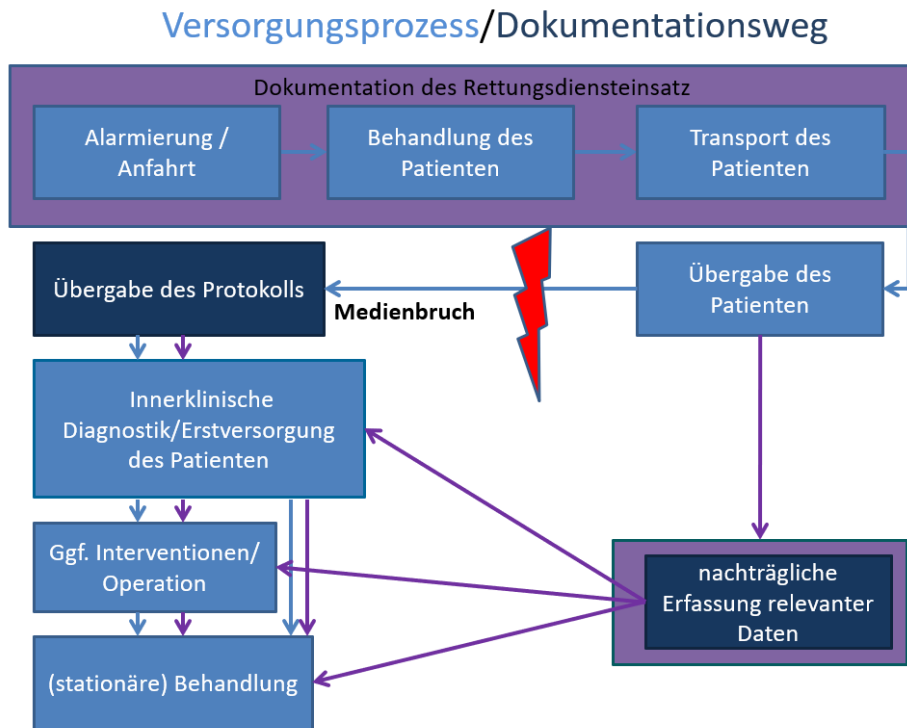 Versorgungsprozess/Dokumentationsweg
Dokumentation des Rettungsdiensteinsatz
Alarmierung /
Anfahrt
Behandlung des
Patienten
Transport des
Patienten
Übergabe des Protokolls
Medienbruch
Übergabe des
Patienten
Innerklinische
Diagnostik/Erstversorgung
des Patienten
Ggf. Interventionen/
Operation
nachträgliche
Erfassung relevanter
Daten
(stationäre) Behandlung